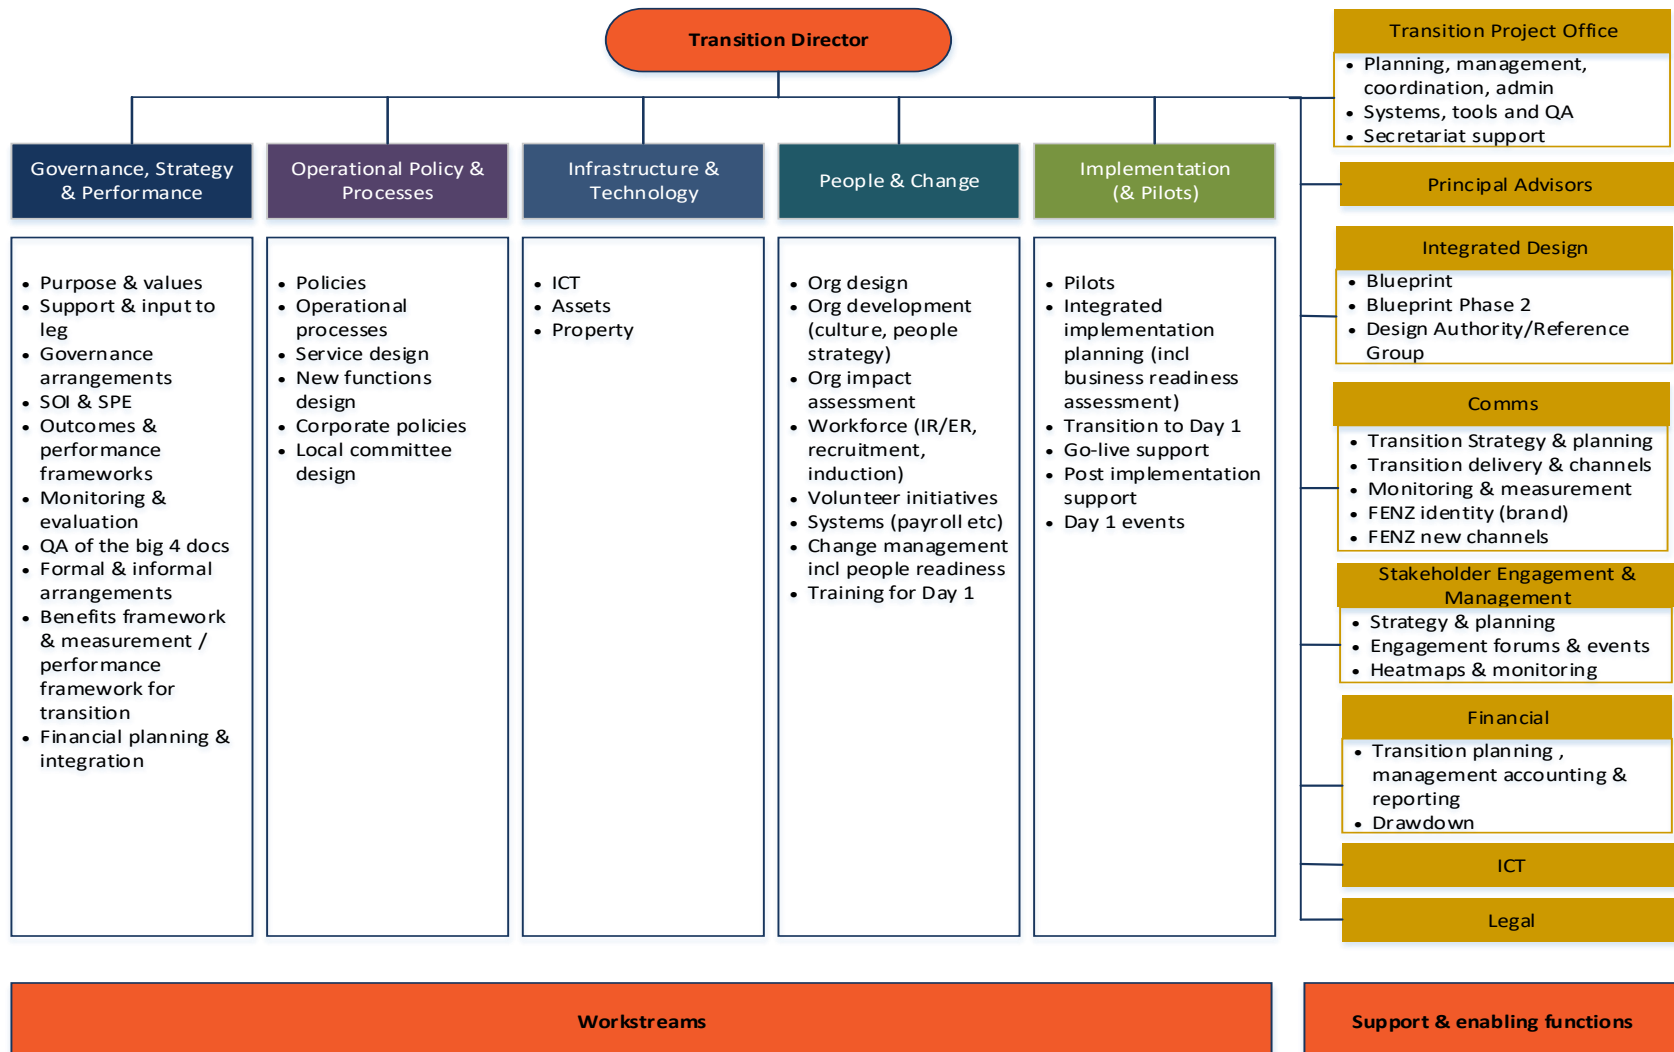 Transition Director
Governance, Strategy
& Performance
• Purpose & values
• Support & input to
leg
• Governance
arrangements
• SOI & SPE
• Outcomes &
performance
frameworks
• Monitoring &
evaluation
• QA of the big 4 docs
• Formal & informal
arrangements
• Benefits framework
& measurement /
performance
framework for
transition
• Financial planning &
integration
Operational Policy &
Processes
• Policies
• Operational
processes
• Service design
• New functions
design
• Corporate policies
• Local committee
design
Infrastructure &
Technology
• ICT
• Assets
• Property
People & Change
• Org design
• Org development
(culture, people
strategy)
• Org impact
assessment
• Workforce (IR/ER,
recruitment,
induction)
• Volunteer initiatives
• Systems (payroll etc)
• Change management
incl people readiness
• Training for Day 1
Implementation
(& Pilots)
• Pilots
• Integrated
implementation
planning (incl
business readiness
assessment)
• Transition to Day 1
• Go-live support
• Post implementation
support
• Day 1 events
Transition Project Office
• Planning, management,
coordination, admin
• Systems, tools and QA
• Secretariat support
Principal Advisors
Integrated Design
• Blueprint
• Blueprint Phase 2
• Design Authority/Reference
Group
Comms
• Transition Strategy & planning
• Transition delivery & channels
• Monitoring & measurement
• FENZ identity (brand)
• FENZ new channels
Stakeholder Engagement &
Management
• Strategy & planning
• Engagement forums & events
• Heatmaps & monitoring
Financial
• Transition planning ,
management accounting &
reporting
• Drawdown
ICT
Legal
Workstreams
Support & enabling functions